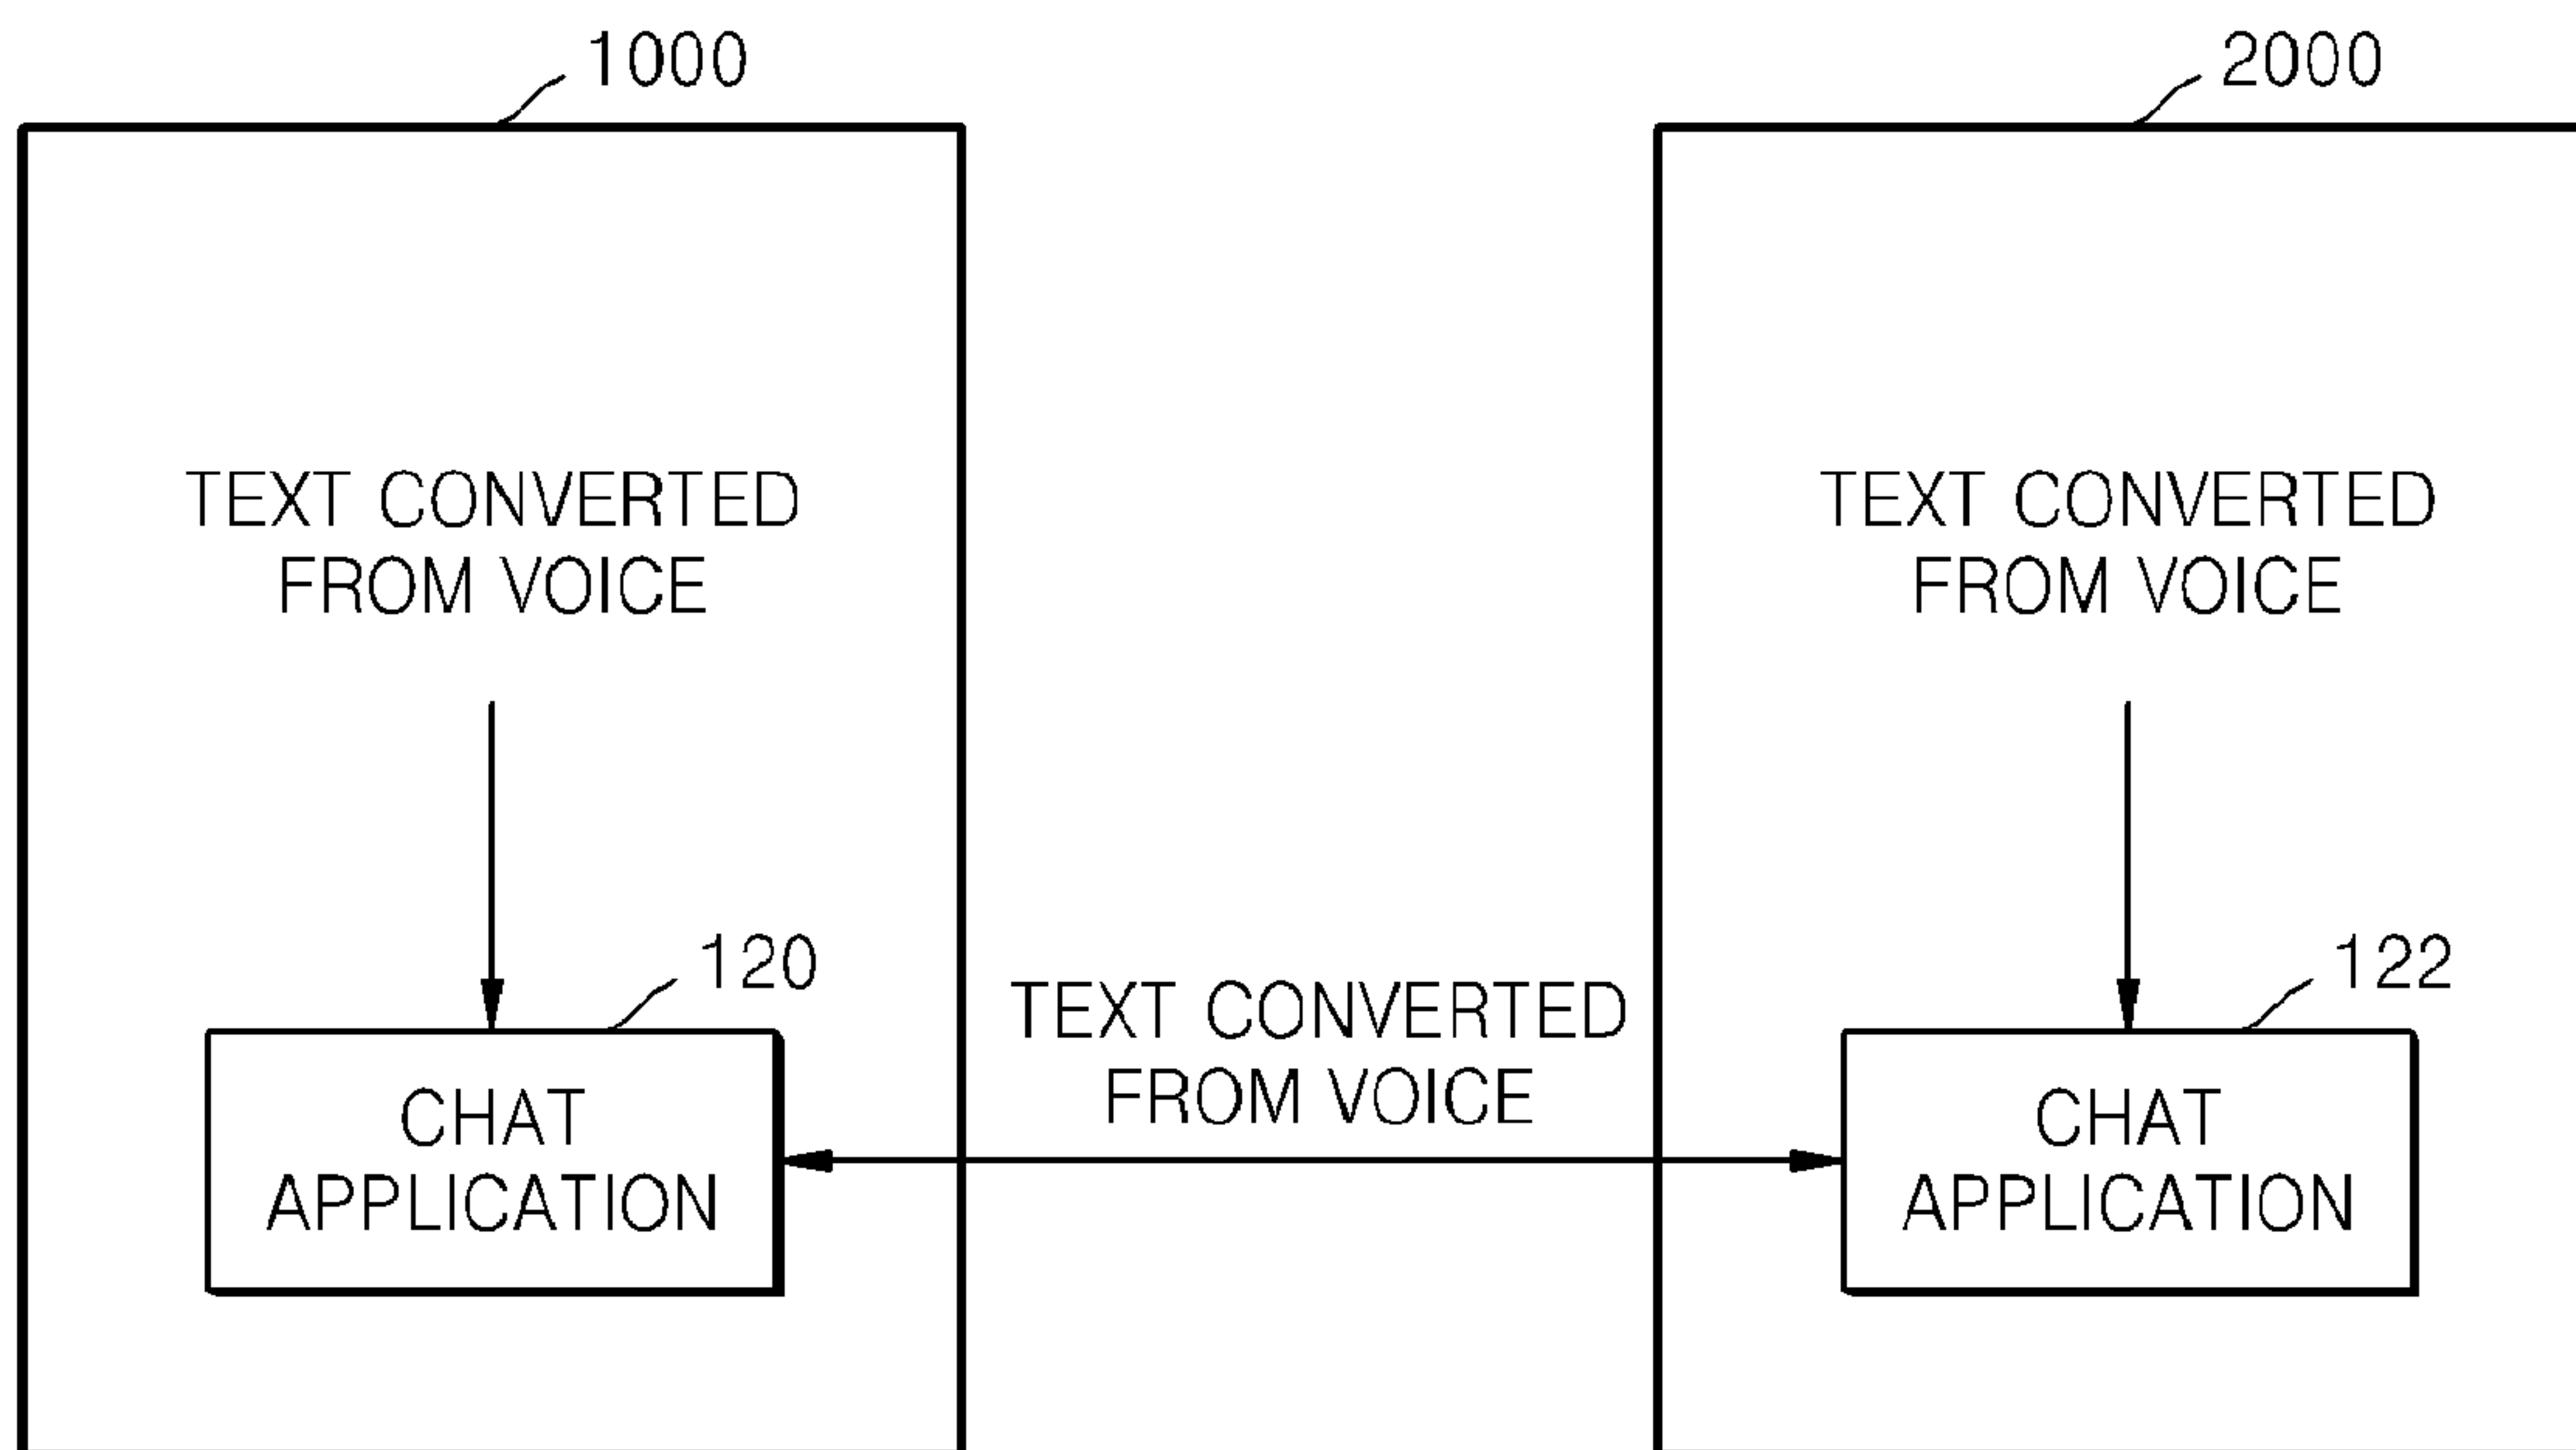 1000
2000
TEXT CONVERTED
FROM VOICE
TEXT CONVERTED
FROM VOICE
120
122
TEXT CONVERTED
FROM VOICE
CHAT
APPLICATION
CHAT
APPLICATION